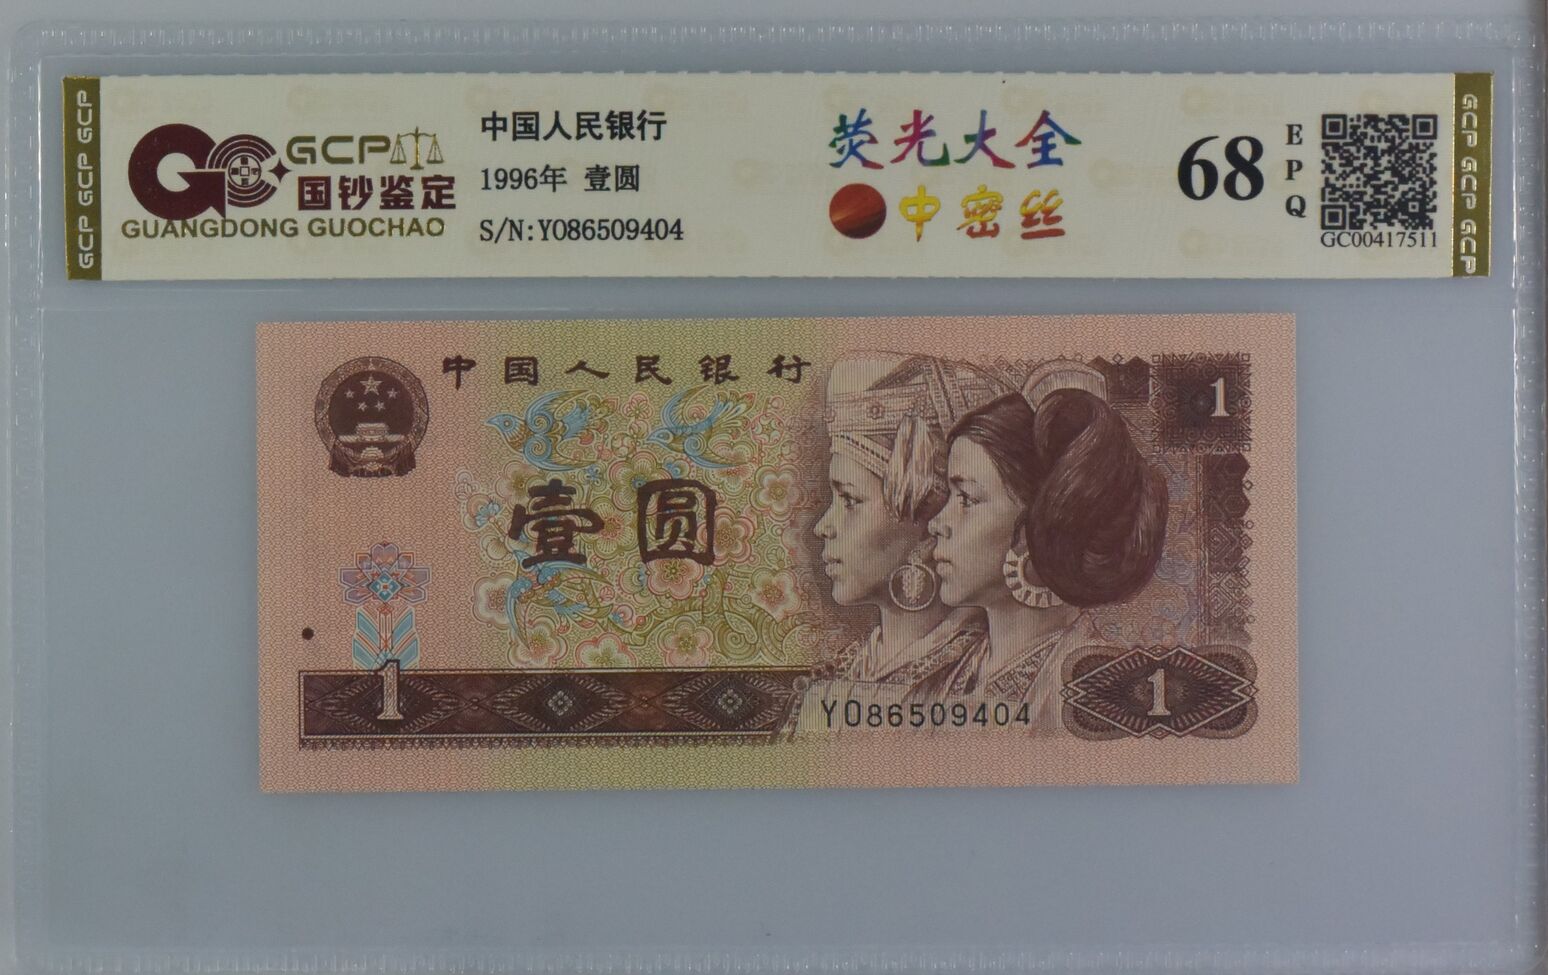 GCP GCP GCP
GCP
国钞鉴定
GUANGDONG GUOCHAO
中国人民银行
1996年 壹圆
S/N:Y086509404
荧光大全
中密丝
68
E
P
Q
GC00417511
GCP GCP GCP
中国人民银行
1
壹圆
1
Y086509404
1